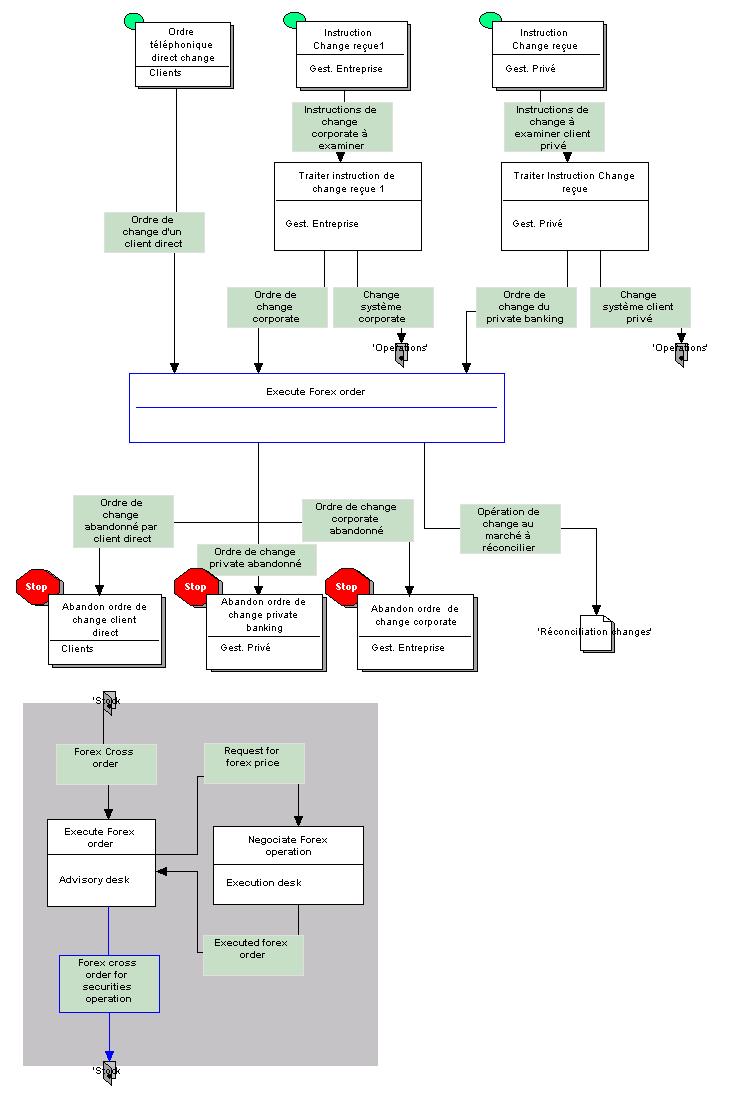 Ordre
téléphonique
direct change
Clients
Instruction
Change reçue1
Gest. Entreprise
Instruction
Change reçue
Gest. Privé
Instructions de
change
corporate à
examiner
Instructions de
change à
examiner client
privé
Traiter instruction de
change reçue 1
Gest. Entreprise
Traiter Instruction Change
reçue
Gest. Privé
Ordre de
change d'un
client direct
Ordre de
change
corporate
Change
système
corporate
Ordre de
change du
private banking
Change
système client
privé
'Operations'
'Operations'
Execute Forex order
Ordre de
change
abandonné par
client direct
Ordre de change
corporate
abandonné
Opération de
change au
marché à
réconcilier
Ordre de change
private abandonné
Stop
Abandon ordre de
change client
direct
Clients
Stop
Abandon ordre de
change private
banking
Gest. Privé
Stop
Abandon ordre de
change corporate
Gest. Entreprise
'Réconciliation changes'
'Stock
Forex Cross
order
Request for
forex price
Execute Forex
order
Advisory desk
Negociate Forex
operation
Execution desk
Executed forex
order
Forex cross
order for
securities
operation
'Stock